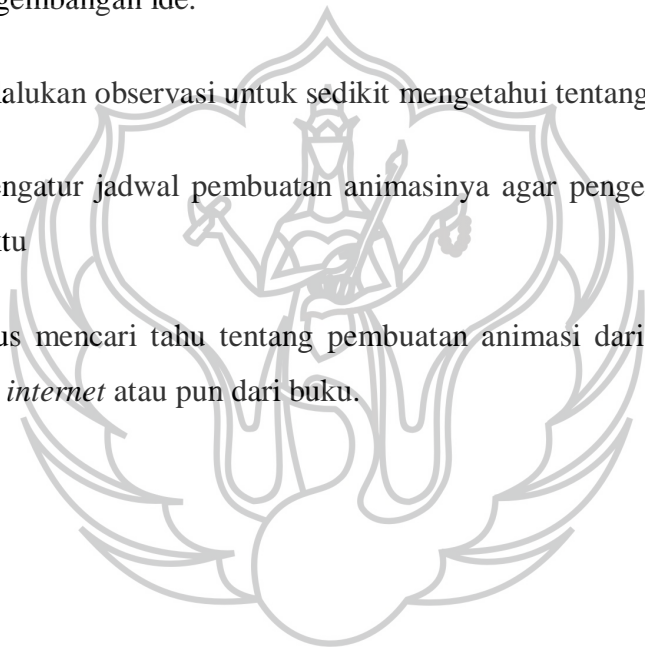 gembangan ide.
alukan observasi untuk sedikit mengetahui tentang
engatur jadwal pembuatan animasinya agar penge
tu
us mencari tahu tentang pembuatan animasi dari
internet atau pun dari buku.